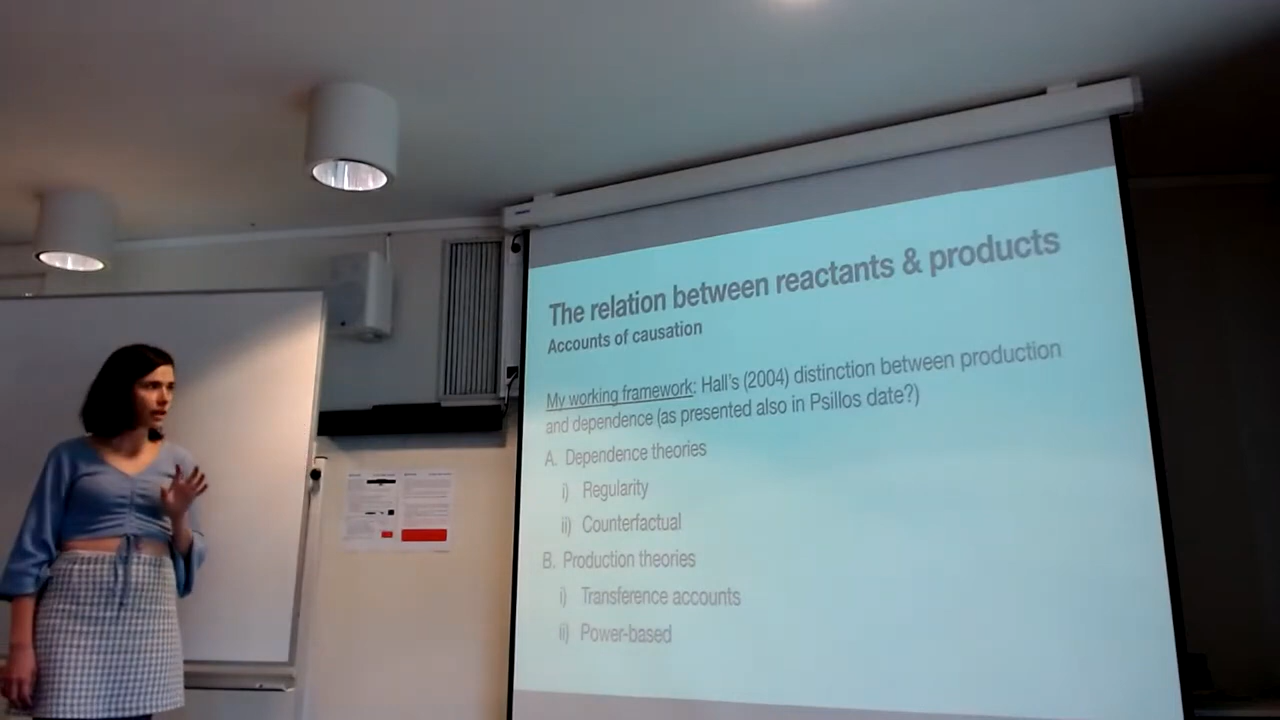 The relation between reactants & products
Accounts of causation
My working framework: Hall's (2004) distinction between production
and dependence (as presented also in Psillos date?)
A. Dependence theories
i) Regularity
ii) Counterfactual
B. Production theories
i) Transference accounts
ii) Power-based